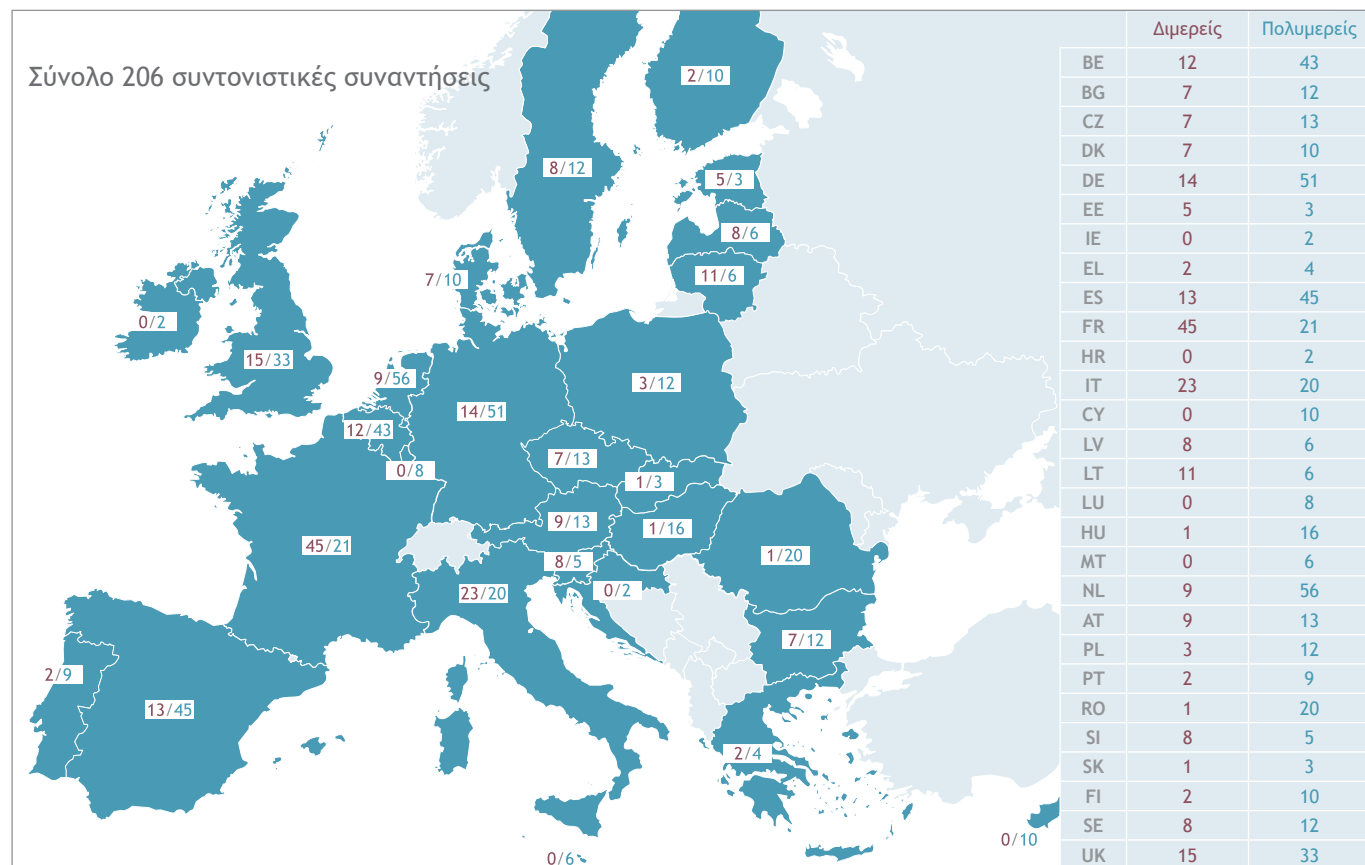 Σύνολο 206 συντονιστικές συναντήσεις
2/10
8/12
5/3
8/6
11/6
7/10
0/2
15/33
9/56
3/12
14/51
12/43
0/8
7/13
1/3
9/13
1/16
45/21
8/5
1/20
23/20
0/2
7/12
2/9
13/45
2/4
0/10
0/6
Διμερείς Πολυμερείς
BE 12 43
BG 7 12
CZ 7 13
DK 7 10
DE 14 51
EE 5 3
IE 0 2
EL 2 4
ES 13 45
FR 45 21
HR 0 2
IT 23 20
CY 0 10
LV 8 6
LT 11 6
LU 0 8
HU 1 16
MT 0 6
NL 9 56
AT 9 13
PL 3 12
PT 2 9
RO 1 20
SI 8 5
SK 1 3
FI 2 10
SE 8 12
UK 15 33